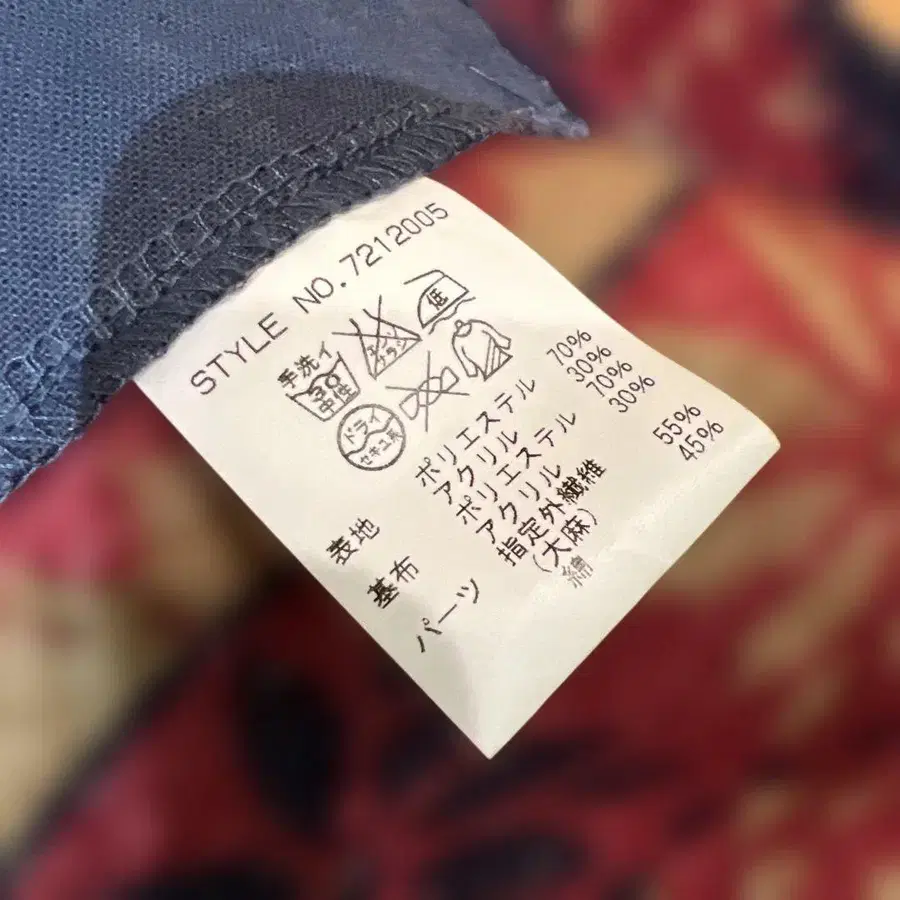 STYLE NO. 7212005
手洗イ
30
中性
エンソ
サラシ
低
ドライ
セキユ系
表地 ポリエステル 70%
アクリル 30%
基布 ポリエステル 70%
アクリル 30%
パーツ 指定外繊維
(大麻) 55%
綿 45%